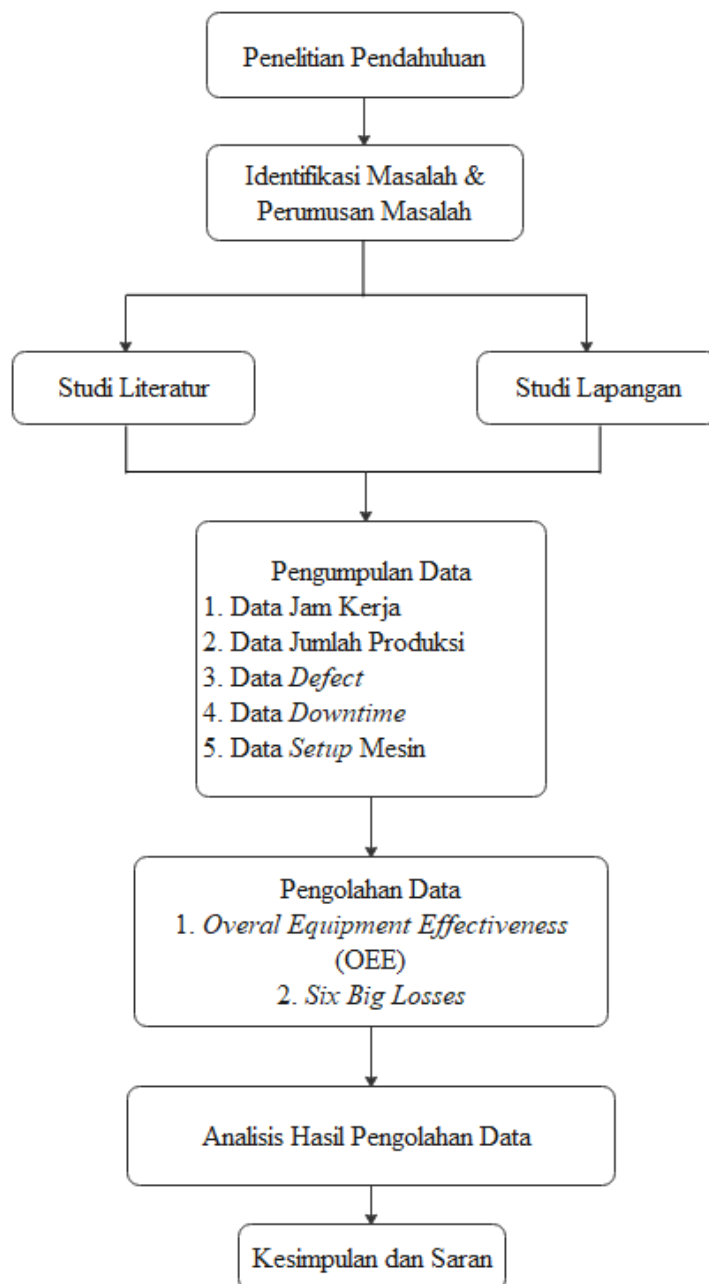 Penelitian Pendahuluan
Identifikasi Masalah &
Perumusan Masalah
Studi Literatur
Studi Lapangan
Pengumpulan Data
1. Data Jam Kerja
2. Data Jumlah Produksi
3. Data Defect
4. Data Downtime
5. Data Setup Mesin
Pengolahan Data
1. Overal Equipment Effectiveness
(OEE)
2. Six Big Losses
Analisis Hasil Pengolahan Data
Kesimpulan dan Saran